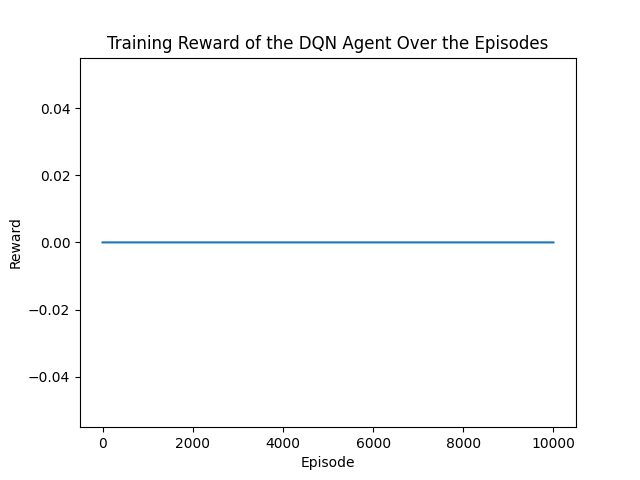 Training Reward of the DQN Agent Over the Episodes
0.04
0.02
0.00
−0.02
−0.04
Reward
0 2000 4000 6000 8000 10000
Episode